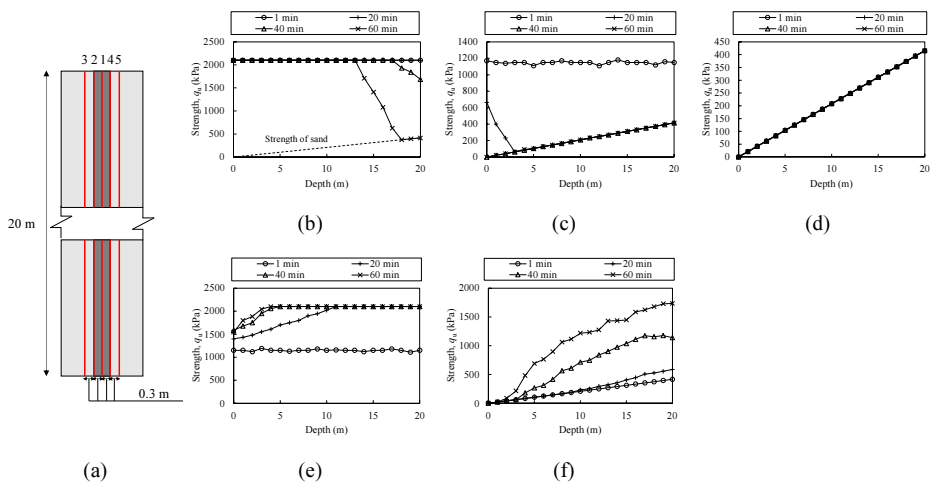 3 2 1 4 5
20 m
0.3 m
(a)
1 min 20 min
40 min 60 min
2500
2000
1500
1000
500
0
Strength, qu (kPa)
Strength of sand
0 5 10 15 20
Depth (m)
(b)
1 min 20 min
40 min 60 min
1400
1200
1000
800
600
400
200
0
Strength, qu (kPa)
0 5 10 15 20
Depth (m)
(c)
1 min 20 min
40 min 60 min
450
400
350
300
250
200
150
100
50
0
Strength, qu (kPa)
0 5 10 15 20
Depth (m)
(d)
1 min 20 min
40 min 60 min
2500
2000
1500
1000
500
0
Strength, qu (kPa)
0 5 10 15 20
Depth (m)
(e)
1 min 20 min
40 min 60 min
2000
1500
1000
500
0
Strength, qu (kPa)
0 5 10 15 20
Depth (m)
(f)